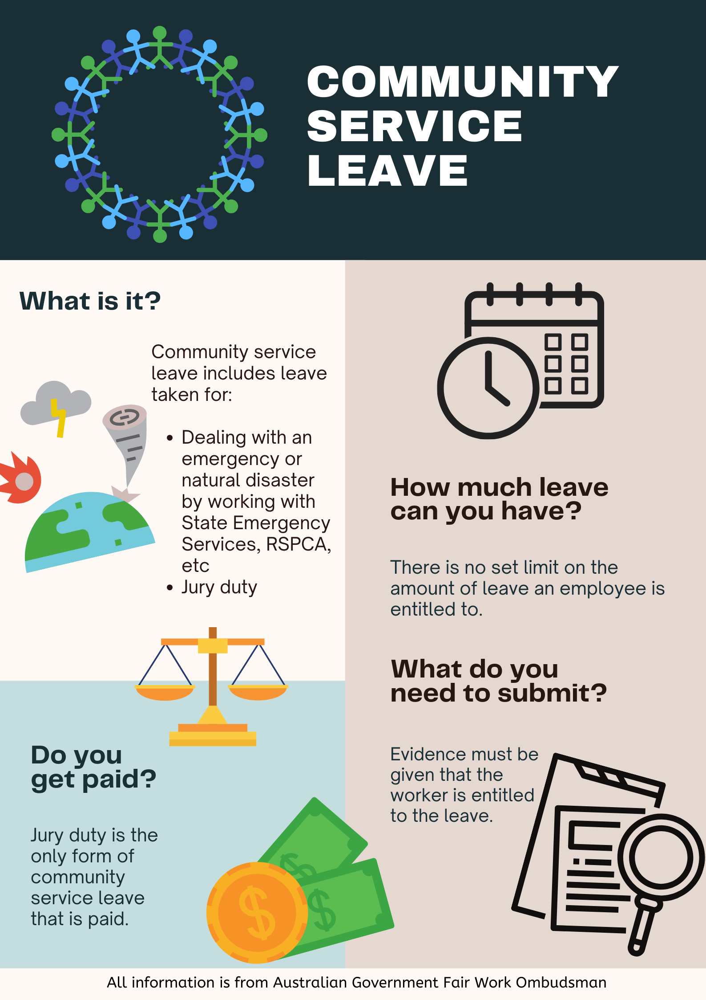 COMMUNITY
SERVICE
LEAVE
What is it?
Community service
leave includes leave
taken for:
• Dealing with an
emergency or
natural disaster
by working with
State Emergency
Services, RSPCA,
etc
• Jury duty
Do you
get paid?
Jury duty is the
only form of
community
service leave
that is paid.
$
$
$
How much leave
can you have?
There is no set limit on the
amount of leave an employee is
entitled to.
What do you
need to submit?
Evidence must be
given that the
worker is entitled
to the leave.
All information is from Australian Government Fair Work Ombudsman